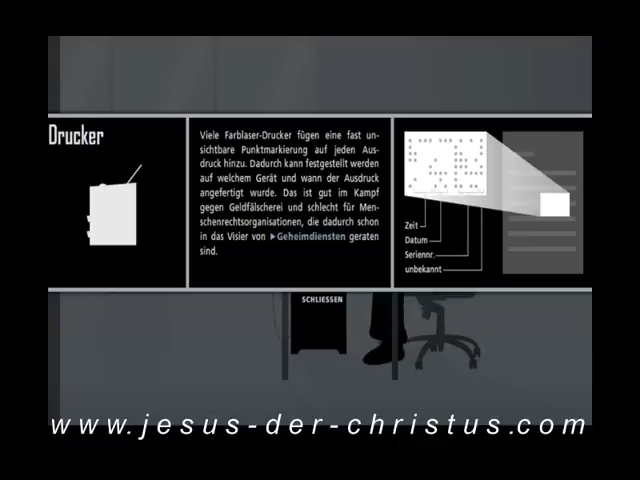 Drucker
Viele Farblaser-Drucker fügen eine fast un-
sichtbare Punktmarkierung auf jeden Aus-
druck hinzu. Dadurch kann festgestellt werden
auf welchem Gerät und wann der Ausdruck
angefertigt wurde. Das ist gut im Kampf
gegen Geldfälscherei und schlecht für Men-
schenrechtsorganisationen, die dadurch schon
in das Visier von ►Geheimdiensten geraten
sind.
Zeit
Datum
Seriennr.
unbekannt
SCHLIESSEN
www.jesus-der-christus.com